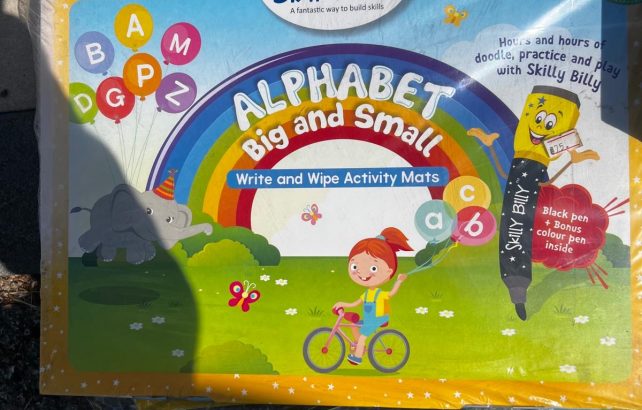 A fantastic way to build skills
Hours and hours of
doodle, practice and play
with Skilly Billy
B
A
M
D
G
P
Z
ALPHABET
Big and Small
Write and Wipe Activity Mats
a
c
b
SKILLY BILLY
Black pen
+ Bonus
colour pen
inside